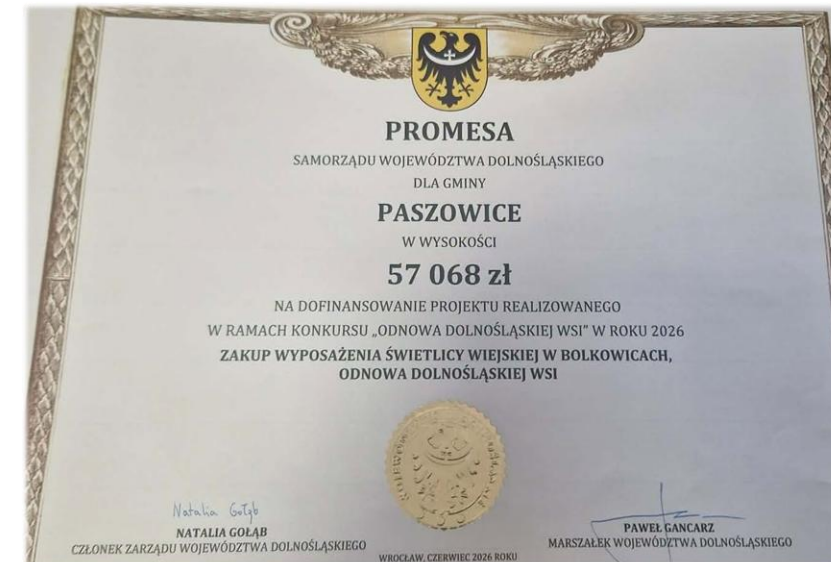 PROMESA
SAMORZĄDU WOJEWÓDZTWA DOLNOŚLĄSKIEGO
DLA GMINY
PASZOWICE
W WYSOKOŚCI
57 068 zł
NA DOFINANSOWANIE PROJEKTU REALIZOWANEGO
W RAMACH KONKURSU „ODNOWA DOLNOŚLĄSKIEJ WSI” W ROKU 2026
ZAKUP WYPOSAŻENIA ŚWIETLICY WIEJSKIEJ W BOLKOWICACH,
ODNOWA DOLNOŚLĄSKIEJ WSI
Natalia Gołąb
NATALIA GOŁĄB
CZŁONEK ZARZĄDU WOJEWÓDZTWA DOLNOŚLĄSKIEGO
PAWEŁ GANCARZ
MARSZAŁEK WOJEWÓDZTWA DOLNOŚLĄSKIEGO
WROCŁAW, CZERWIEC 2026 ROKU